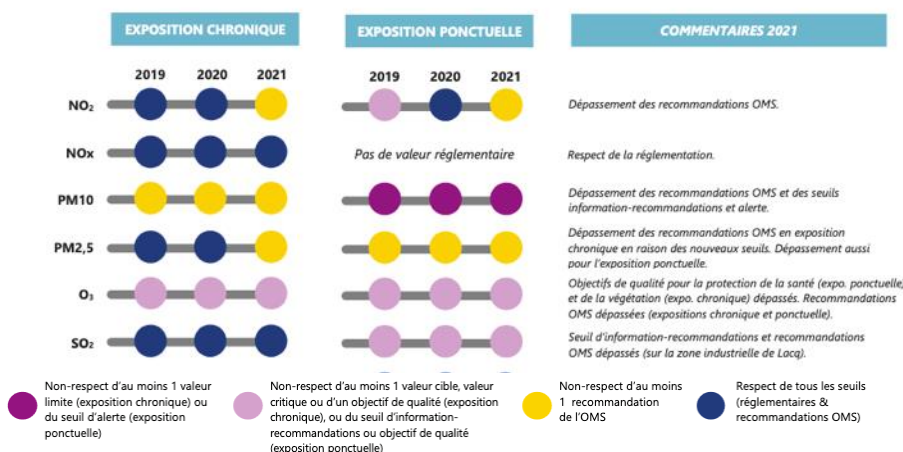 EXPOSITION CHRONIQUE
EXPOSITION PONCTUELLE
COMMENTAIRES 2021
2019 2020 2021
2019 2020 2021
NO₂
Dépassement des recommandations OMS.
NOx
Pas de valeur réglementaire
Respect de la réglementation.
PM10
Dépassement des recommandations OMS et des seuils
information-recommandations et alerte.
PM2,5
Dépassement des recommandations OMS en exposition
chronique en raison des nouveaux seuils. Dépassement aussi
pour l'exposition ponctuelle.
O₃
Objectifs de qualité pour la protection de la santé (expo. ponctuelle)
et de la végétation (expo. chronique) dépassés. Recommandations
OMS dépassées (expositions chronique et ponctuelle).
SO₂
Seuil d'information-recommandations et recommandations
OMS dépassés (sur la zone industrielle de Lacq).
Non-respect d'au moins 1 valeur
limite (exposition chronique) ou
du seuil d'alerte (exposition
ponctuelle)
Non-respect d'au moins 1 valeur cible, valeur
critique ou d'un objectif de qualité (exposition
chronique), ou du seuil d'information-
recommandations ou objectif de qualité
(exposition ponctuelle)
Non-respect d'au moins
1 recommandation
de l'OMS
Respect de tous les seuils
(réglementaires &
recommandations OMS)